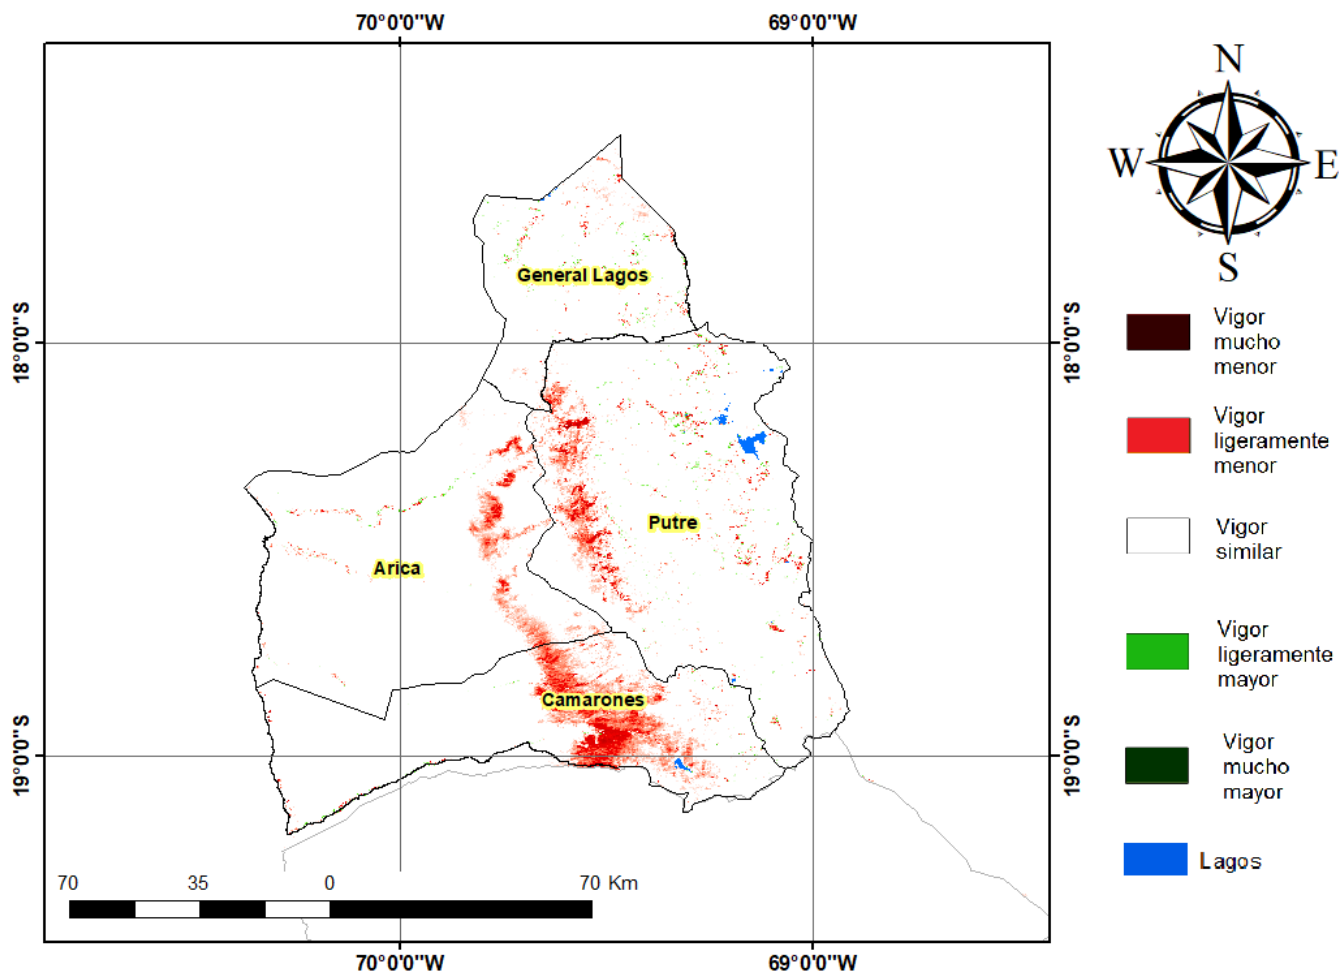 70°0'0"W
69°0'0"W
N
W
E
S
General Lagos
18°0'0"S
18°0'0"S
Putre
Arica
Camarones
19°0'0"S
19°0'0"S
70
35
0
70 Km
70°0'0"W
69°0'0"W
Vigor
mucho
menor
Vigor
ligeramente
menor
Vigor
similar
Vigor
ligeramente
mayor
Vigor
mucho
mayor
Lagos